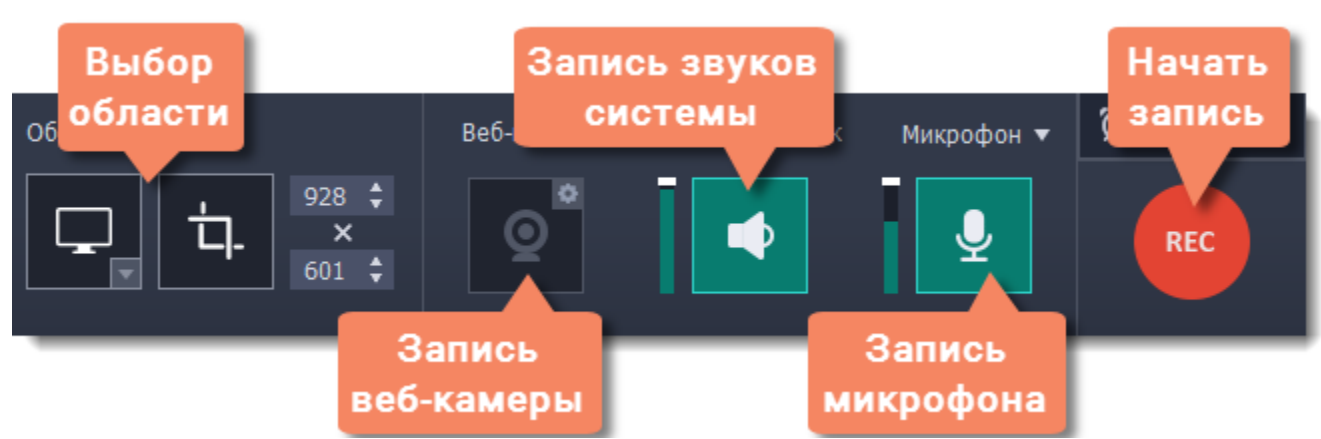 Выбор
области
Запись звуков
системы
Начать
запись
Микрофон
928
×
601
REC
Запись
веб-камеры
Запись
микрофона